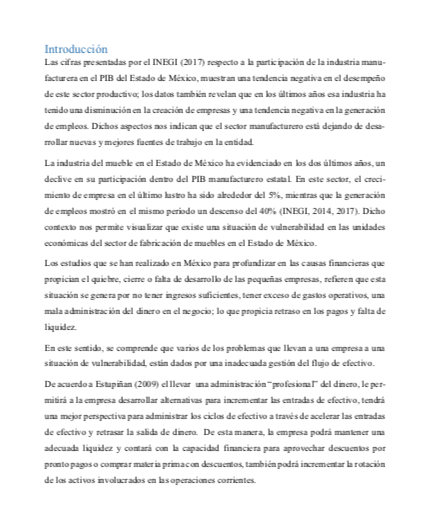 Introducción
Las cifras presentadas por el INEGI (2017) respecto a la participación de la industria manu-
facturera en el PIB del Estado de México, muestran una tendencia negativa en el desempeño
de este sector productivo; los datos también revelan que en los últimos años esa industria ha
tenido una disminución en la creación de empresas y una tendencia negativa en la generación
de empleos. Dichos aspectos nos indican que el sector manufacturero está dejando de desa-
rrollar nuevas y mejores fuentes de trabajo en la entidad.
La industria del mueble en el Estado de México ha evidenciado en los dos últimos años, un
declive en su participación dentro del PIB manufacturero estatal. En este sector, el creci-
miento de empresa en el último lustro ha sido alrededor del 5%, mientras que la generación
de empleos mostró en el mismo período un descenso del 40% (INEGI, 2014, 2017). Dicho
contexto nos permite visualizar que existe una situación de vulnerabilidad en las unidades
económicas del sector de fabricación de muebles en el Estado de México.
Los estudios que se han realizado en México para profundizar en las causas financieras que
propician el quiebre, cierre o falta de desarrollo de las pequeñas empresas, refieren que esta
situación se genera por no tener ingresos suficientes, tener exceso de gastos operativos, una
mala administración del dinero en el negocio; lo que propicia retraso en los pagos y falta de
liquidez.
En este sentido, se comprende que varios de los problemas que llevan a una empresa a una
situación de vulnerabilidad, están dados por una inadecuada gestión del flujo de efectivo.
De acuerdo a Estupiñan (2009) el llevar una administración "profesional" del dinero, le per-
mitirá a la empresa desarrollar alternativas para incrementar las entradas de efectivo, tendrá
una mejor perspectiva para administrar los ciclos de efectivo a través de acelerar las entradas
de efectivo y retrasar la salida de dinero. De esta manera, la empresa podrá mantener una
adecuada liquidez y contará con la capacidad financiera para aprovechar descuentos por
pronto pagos o comprar materia prima con descuentos, también podrá incrementar la rotación
de los activos involucrados en las operaciones corrientes.